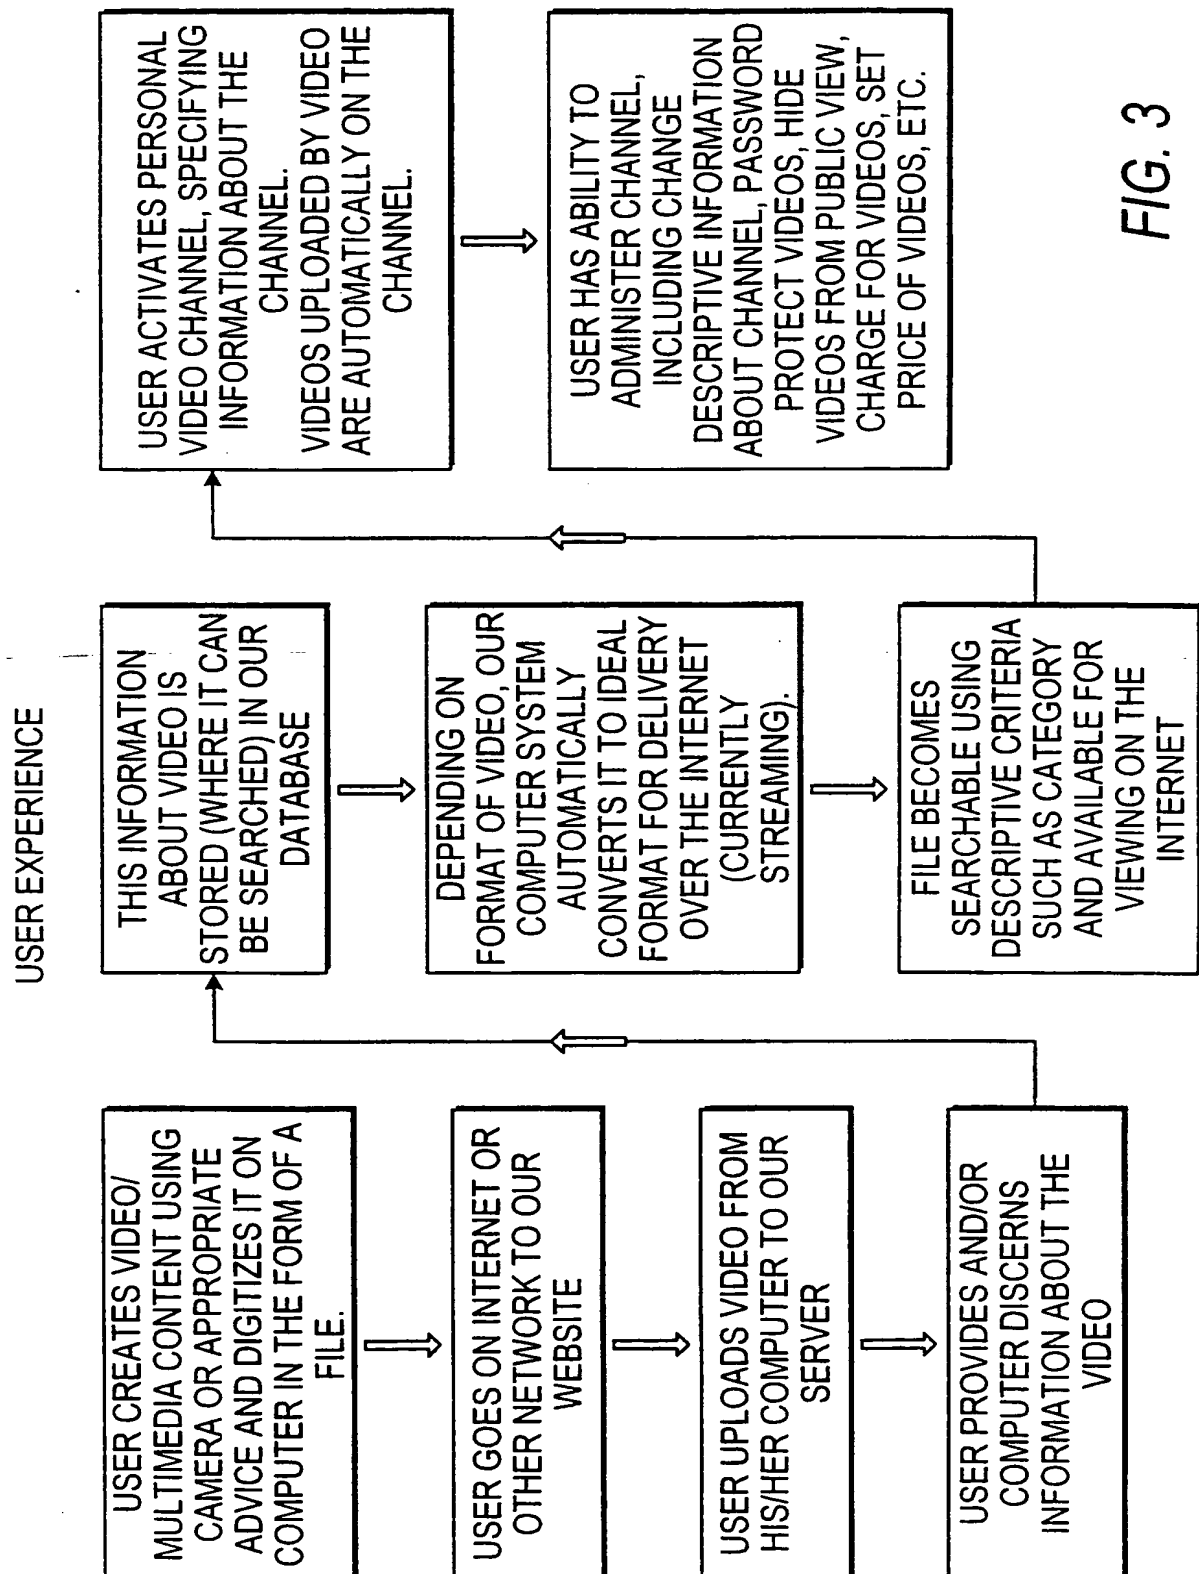 USER EXPERIENCE
USER CREATES VIDEO/
MULTIMEDIA CONTENT USING
CAMERA OR APPROPRIATE
ADVICE AND DIGITIZES IT ON
COMPUTER IN THE FORM OF A
FILE.
USER GOES ON INTERNET OR
OTHER NETWORK TO OUR
WEBSITE
USER UPLOADS VIDEO FROM
HIS/HER COMPUTER TO OUR
SERVER
USER PROVIDES AND/OR
COMPUTER DISCERNS
INFORMATION ABOUT THE
VIDEO
THIS INFORMATION
ABOUT VIDEO IS
STORED (WHERE IT CAN
BE SEARCHED) IN OUR
DATABASE
DEPENDING ON
FORMAT OF VIDEO, OUR
COMPUTER SYSTEM
AUTOMATICALLY
CONVERTS IT TO IDEAL
FORMAT FOR DELIVERY
OVER THE INTERNET
(CURRENTLY
STREAMING).
FILE BECOMES
SEARCHABLE USING
DESCRIPTIVE CRITERIA
SUCH AS CATEGORY
AND AVAILABLE FOR
VIEWING ON THE
INTERNET
USER ACTIVATES PERSONAL
VIDEO CHANNEL, SPECIFYING
INFORMATION ABOUT THE
CHANNEL.
VIDEOS UPLOADED BY VIDEO
ARE AUTOMATICALLY ON THE
CHANNEL.
USER HAS ABILITY TO
ADMINISTER CHANNEL,
INCLUDING CHANGE
DESCRIPTIVE INFORMATION
ABOUT CHANNEL, PASSWORD
PROTECT VIDEOS, HIDE
VIDEOS FROM PUBLIC VIEW,
CHARGE FOR VIDEOS, SET
PRICE OF VIDEOS, ETC.
FIG. 3